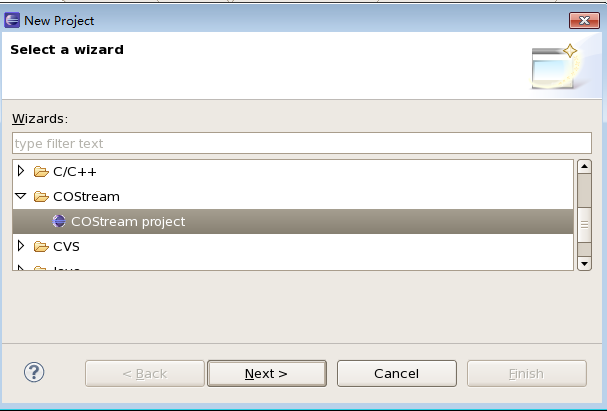 New Project
Select a wizard
Wizards:
type filter text
C/C++
COStream
COStream project
CVS
< Back
Next >
Cancel
Finish